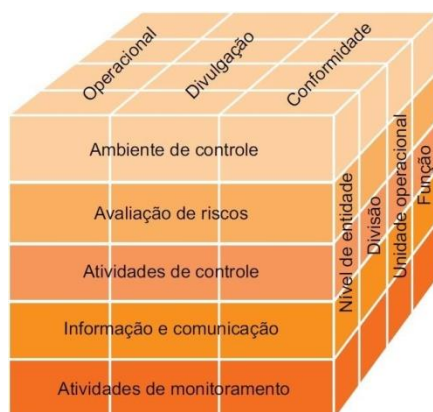 Operacional
Divulgação
Conformidade
Ambiente de controle
Avaliação de riscos
Atividades de controle
Informação e comunicação
Atividades de monitoramento
Nível de entidade
Divisão
Unidade operacional
Função